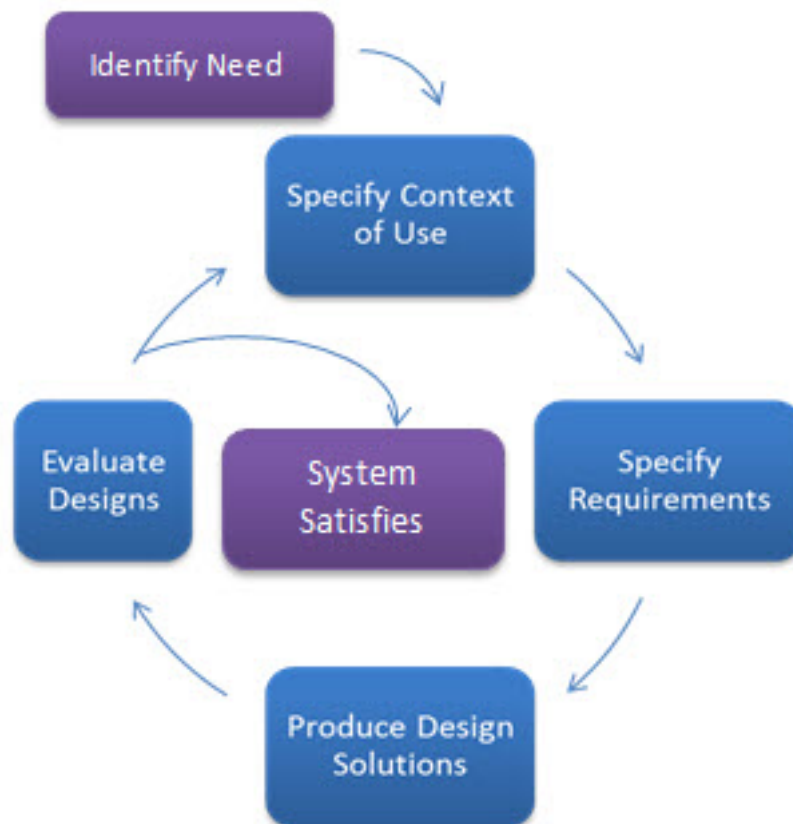 Identify Need
Specify Context
of Use
Evaluate
Designs
System
Satisfies
Specify
Requirements
Produce Design
Solutions